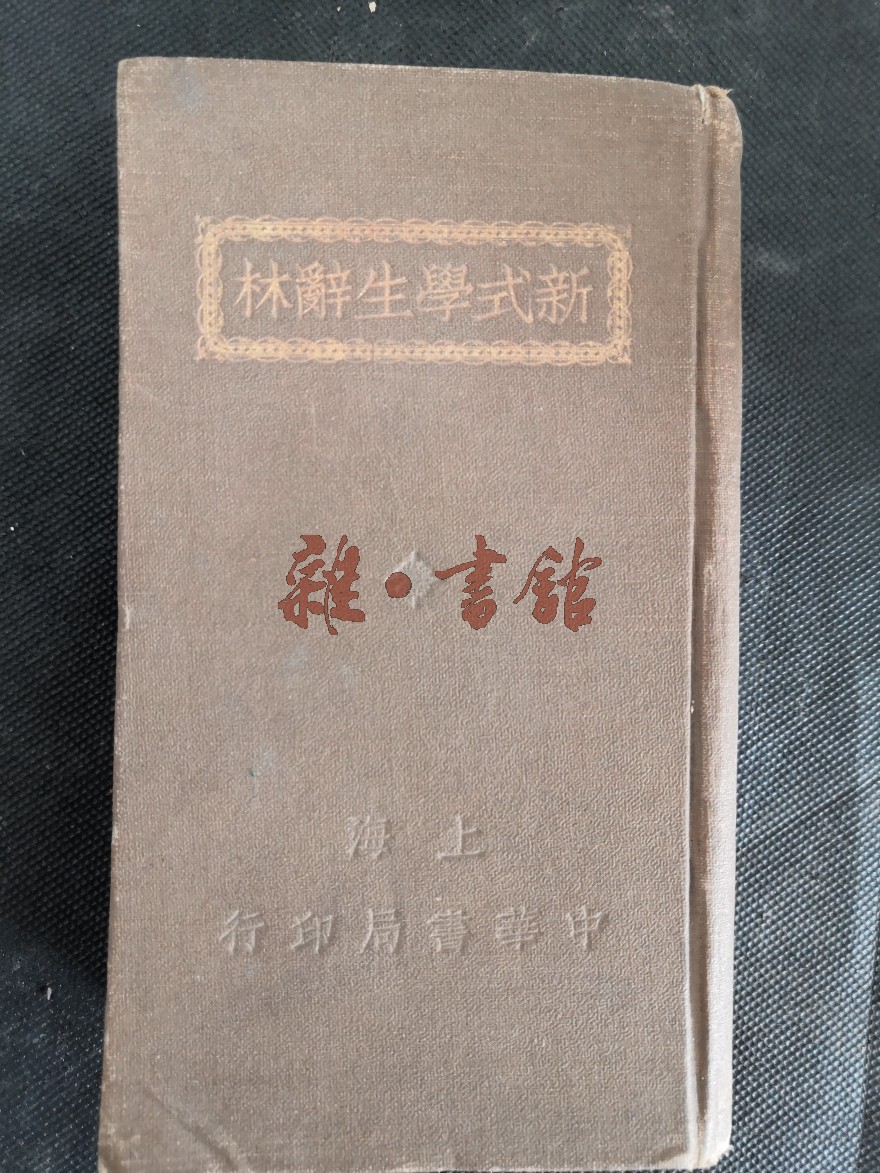 新式學生辭林
雜·書館
上海
中華書局印行